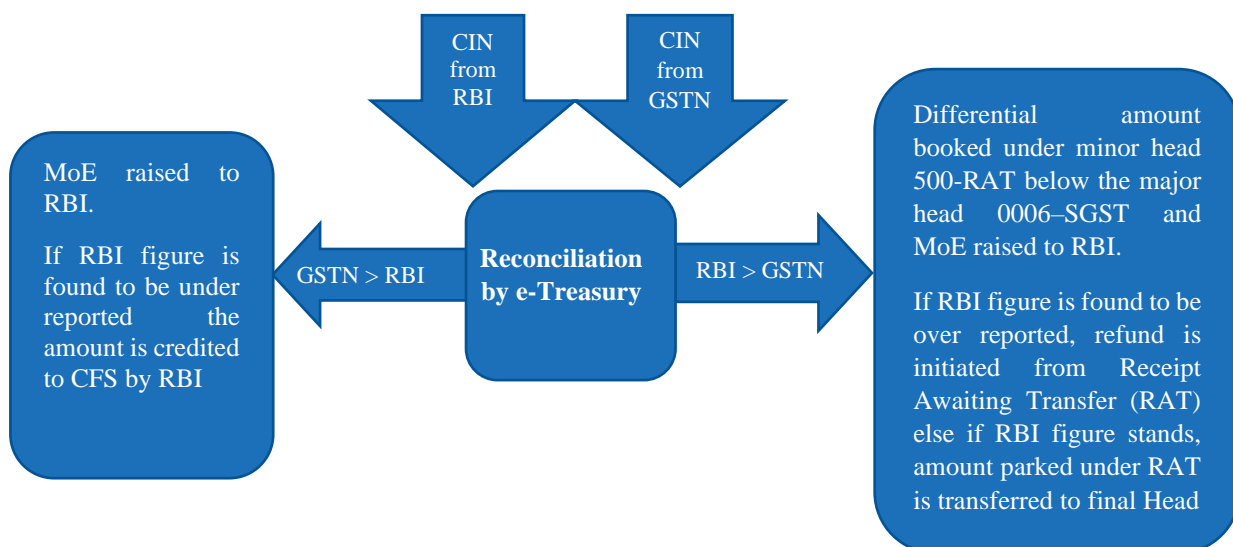 CIN
from
RBI
CIN
from
GSTN
MoE raised to
RBI.
If RBI figure is
found to be under
reported the
amount is credited
to CFS by RBI
GSTN > RBI
Reconciliation
by e-Treasury
RBI > GSTN
Differential amount
booked under minor head
500-RAT below the major
head 0006–SGST and
MoE raised to RBI.
If RBI figure is found to be
over reported, refund is
initiated from Receipt
Awaiting Transfer (RAT)
else if RBI figure stands,
amount parked under RAT
is transferred to final Head